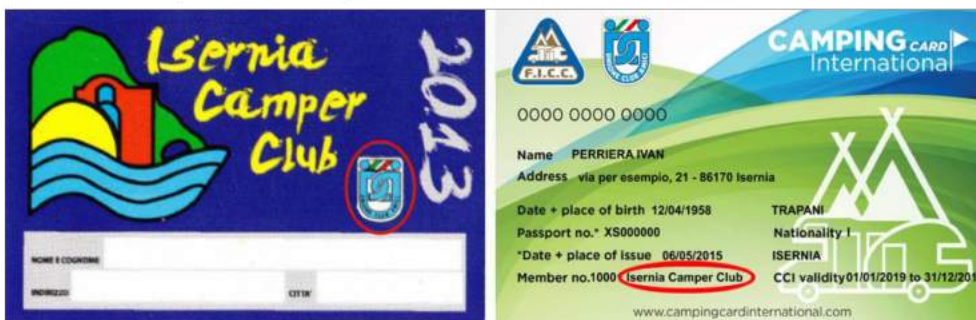 Isernia
Camper
Club
2013
NOME E COGNOME
INDIRIZZO
CITTA'
F.I.C.C.
CAMPING CARD
International
0000 0000 0000
Name PERRIERA IVAN
Address via per esempio, 21 - 86170 Isernia
Date + place of birth 12/04/1958 TRAPANI
Passport no.* XS000000 Nationality I
*Date + place of issue 06/05/2015 ISERNIA
Member no.1000 Isernia Camper Club CCI validity 01/01/2019 to 31/12/201
www.campingcardinternational.com